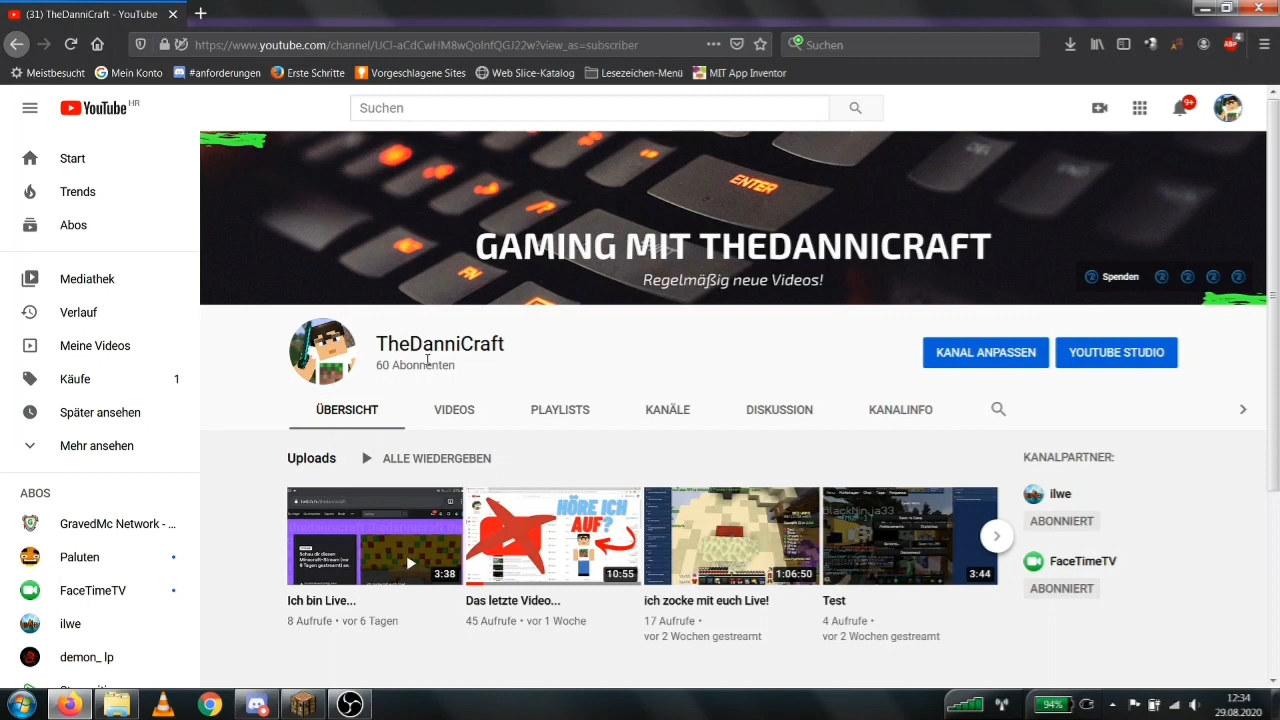 (31) TheDanniCraft - YouTube
https://www.youtube.com/channel/UCI-aCdCwHM8wQoInfQGJ22w?view_as=subscriber
Suchen
4
Meistbesucht
Mein Konto
#anforderungen
Erste Schritte
Vorgeschlagene Sites
Web Slice-Katalog
Lesezeichen-Menü
MIT App Inventor
YouTube HR
Suchen
9+
Start
Trends
Abos
Mediathek
Verlauf
Meine Videos
Käufe 1
Später ansehen
Mehr ansehen
ABOS
GravedMc Network - ...
Paluten
FaceTimeTV
ilwe
demon_ lp
ENTER
GAMING MIT THEDANNICRAFT
Regelmäßig neue Videos!
Spenden
TheDanniCraft
60 Abonnenten
KANAL ANPASSEN
YOUTUBE STUDIO
ÜBERSICHT
VIDEOS
PLAYLISTS
KANÄLE
DISKUSSION
KANALINFO
Uploads
ALLE WIEDERGEBEN
3:38
Ich bin Live...
8 Aufrufe • vor 6 Tagen
HÖRE ICH
AUF?
10:55
Das letzte Video...
45 Aufrufe • vor 1 Woche
1:06:50
ich zocke mit euch Live!
17 Aufrufe •
vor 2 Wochen gestreamt
3:44
Test
4 Aufrufe •
vor 2 Wochen gestreamt
KANALPARTNER:
ilwe
ABONNIERT
FaceTimeTV
ABONNIERT
94%
12:34
29.08.2020